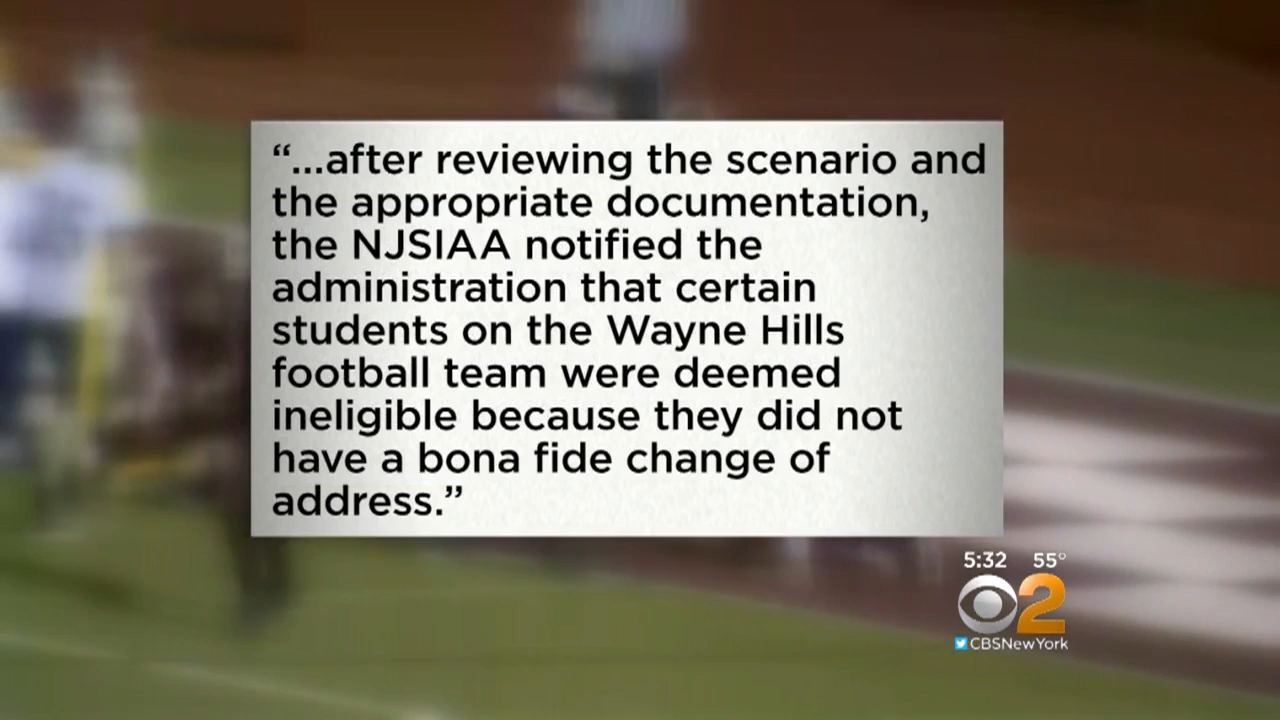 “...after reviewing the scenario and
the appropriate documentation,
the NJSIAA notified the
administration that certain
students on the Wayne Hills
football team were deemed
ineligible because they did not
have a bona fide change of
address.”
5:32 55°
2
CBSNewYork